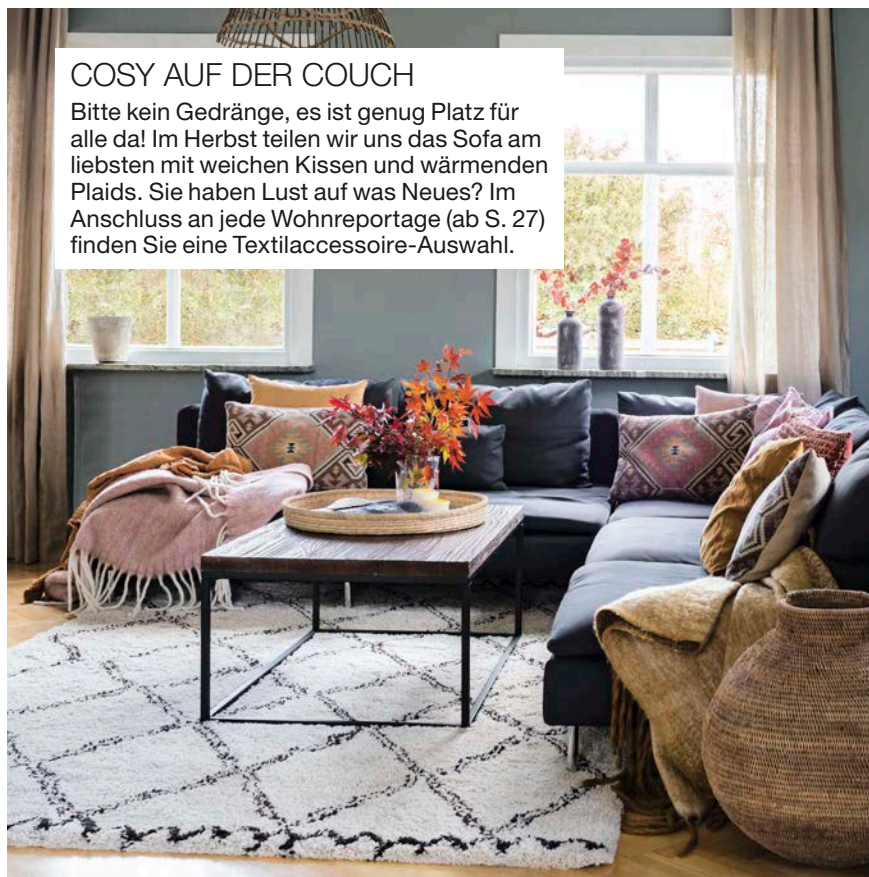 COSY AUF DER COUCH
Bitte kein Gedränge, es ist genug Platz für
alle da! Im Herbst teilen wir uns das Sofa am
liebsten mit weichen Kissen und wärmenden
Plaids. Sie haben Lust auf was Neues? Im
Anschluss an jede Wohnreportage (ab S. 27)
finden Sie eine Textilaccessoire-Auswahl.